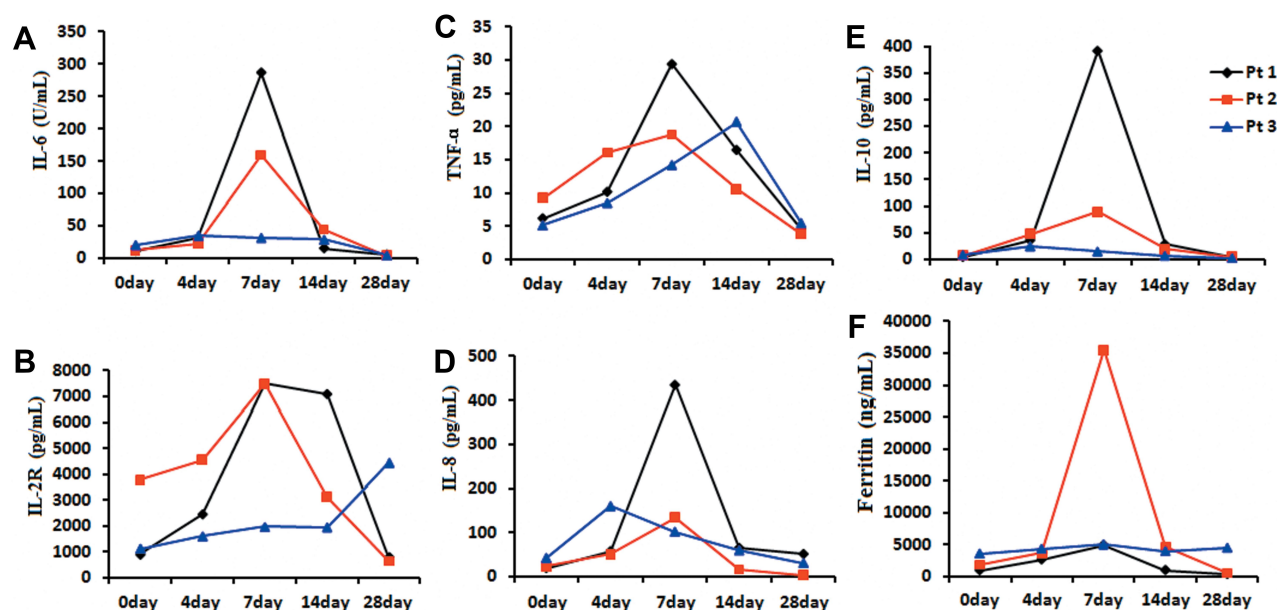 A
IL-6 (U/mL)
350
300
250
200
150
100
50
0
0day 4day 7day 14day 28day
C
TNF-α (pg/mL)
35
30
25
20
15
10
5
0
0day 4day 7day 14day 28day
E
IL-10 (pg/mL)
400
350
300
250
200
150
100
50
0
0day 4day 7day 14day 28day
Pt 1
Pt 2
Pt 3
B
IL-2R (pg/mL)
8000
7000
6000
5000
4000
3000
2000
1000
0
0day 4day 7day 14day 28day
D
IL-8 (pg/mL)
500
400
300
200
100
0
0day 4day 7day 14day 28day
F
Ferritin (ng/mL)
40000
35000
30000
25000
20000
15000
10000
5000
0
0day 4day 7day 14day 28day